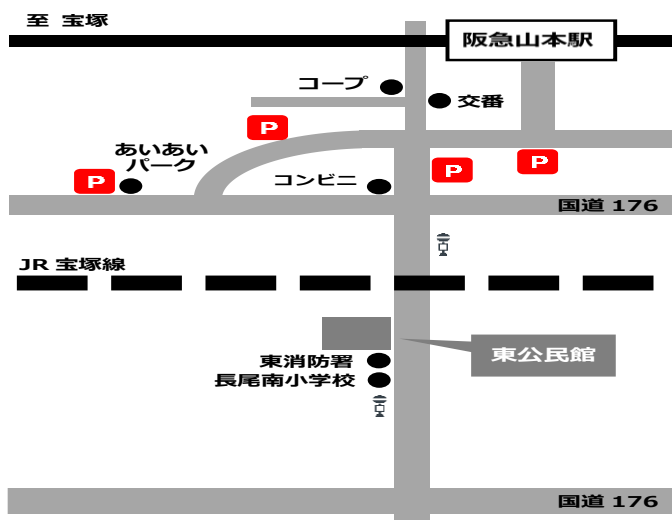 至 宝塚
阪急山本駅
コープ
交番
P
あいあい
パーク
P
P
P
コンビニ
国道 176
JR 宝塚線
東公民館
東消防署
長尾南小学校
国道 176